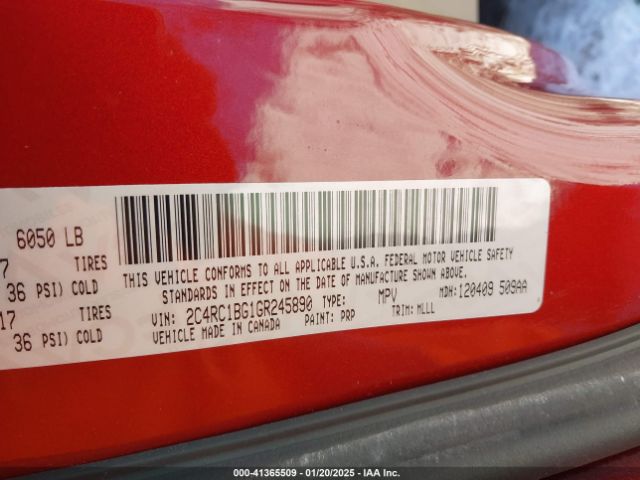 6050 LB
7 TIRES
36 PSI) COLD
17 TIRES
36 PSI) COLD
THIS VEHICLE CONFORMS TO ALL APPLICABLE U.S.A. FEDERAL MOTOR VEHICLE SAFETY
STANDARDS IN EFFECT ON THE DATE OF MANUFACTURE SHOWN ABOVE.
VIN: 2C4RC1BG1GR245890 TYPE: MPV MDH:120409 509AA
VEHICLE MADE IN CANADA PAINT: PRP TRIM: MLLL
000-41365509 - 01/20/2025 - IAA Inc.